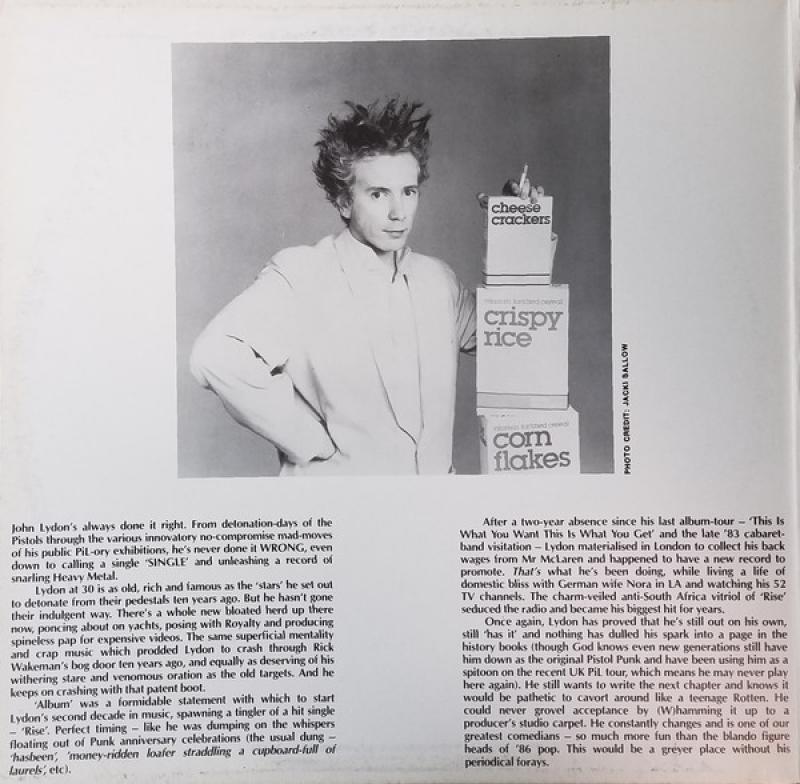 cheese
crackers
vitamin fortified cereal
crispy
rice
vitamin fortified cereal
corn
flakes
PHOTO CREDIT: JACKI SALLOW
John Lydon's always done it right. From detonation-days of the
Pistols through the various innovatory no-compromise mad-moves
of his public PiL-ory exhibitions, he's never done it WRONG, even
down to calling a single 'SINGLE' and unleashing a record of
snarling Heavy Metal.
Lydon at 30 is as old, rich and famous as the 'stars' he set out
to detonate from their pedestals ten years ago. But he hasn't gone
their indulgent way. There's a whole new bloated herd up there
now, poncing about on yachts, posing with Royalty and producing
spineless pap for expensive videos. The same superficial mentality
and crap music which prodded Lydon to crash through Rick
Wakeman's bog door ten years ago, and equally as deserving of his
withering stare and venomous oration as the old targets. And he
keeps on crashing with that patent boot.
'Album' was a formidable statement with which to start
Lydon's second decade in music, spawning a tingler of a hit single
– 'Rise'. Perfect timing – like he was dumping on the whispers
floating out of Punk anniversary celebrations (the usual dung –
'hasbeen', 'money-ridden loafer straddling a cupboard-full of
laurels', etc).
After a two-year absence since his last album-tour – 'This Is
What You Want This Is What You Get' and the late '83 cabaret-
band visitation – Lydon materialised in London to collect his back
wages from Mr McLaren and happened to have a new record to
promote. That's what he's been doing, while living a life of
domestic bliss with German wife Nora in LA and watching his 52
TV channels. The charm-veiled anti-South Africa vitriol of 'Rise'
seduced the radio and became his biggest hit for years.
Once again, Lydon has proved that he's still out on his own,
still 'has it' and nothing has dulled his spark into a page in the
history books (though God knows even new generations still have
him down as the original Pistol Punk and have been using him as a
spitoon on the recent UK PiL tour, which means he may never play
here again). He still wants to write the next chapter and knows it
would be pathetic to cavort around like a teenage Rotten. He
could never grovel acceptance by (W)hamming it up to a
producer's studio carpet. He constantly changes and is one of our
greatest comedians – so much more fun than the blando figure
heads of '86 pop. This would be a greyer place without his
periodical forays.